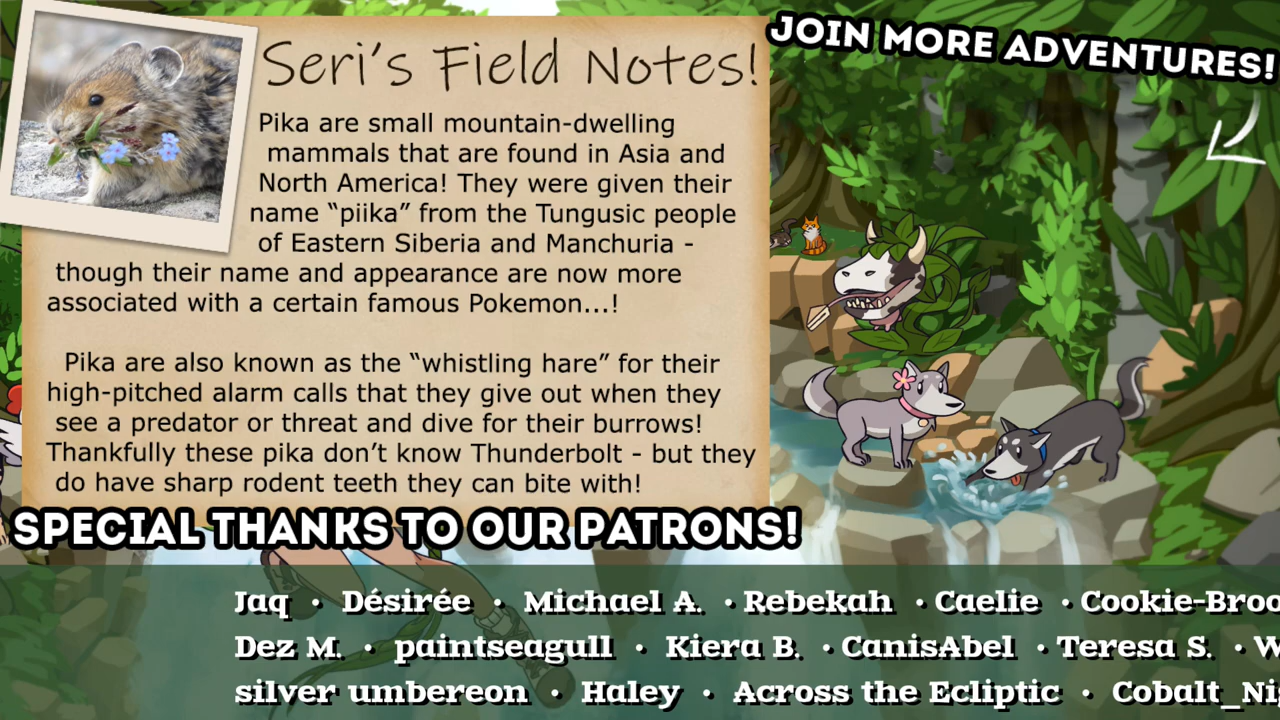 Seri's Field Notes!
JOIN MORE ADVENTURES!
Pika are small mountain-dwelling
mammals that are found in Asia and
North America! They were given their
name “piika” from the Tungusic people
of Eastern Siberia and Manchuria -
though their name and appearance are now more
associated with a certain famous Pokemon...!
Pika are also known as the “whistling hare” for their
high-pitched alarm calls that they give out when they
see a predator or threat and dive for their burrows!
Thankfully these pika don’t know Thunderbolt - but they
do have sharp rodent teeth they can bite with!
SPECIAL THANKS TO OUR PATRONS!
Jaq • Désirée • Michael A. • Rebekah • Caelie • Cookie-Broo
Dez M. • paintseagull • Kiera B. • CanisAbel • Teresa S. • W
silver umbereon • Haley • Across the Ecliptic • Cobalt_Ni